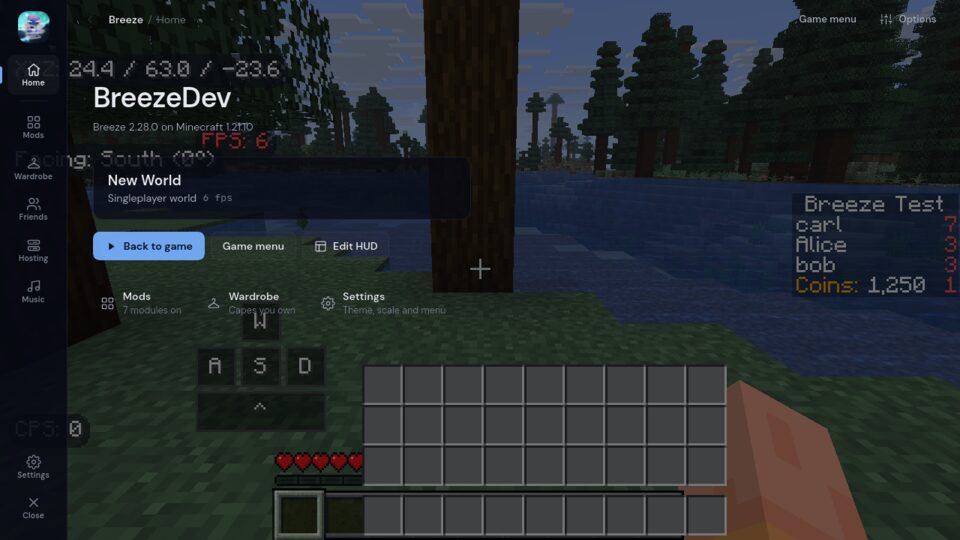 Breeze / Home
Game menu
Options
24.4 / 63.0 / -23.6
Home
BreezeDev
Breeze 2.28.0 on Minecraft 1.21.10
FPS: 6
Mods
Facing: South (0°)
Wardrobe
New World
Singleplayer world 6 fps
Friends
Breeze Test
carl 7
Alice 3
bob 3
Coins: 1,250 1
Back to game
Game menu
Edit HUD
Hosting
Music
Mods
7 modules on
Wardrobe
Capes you own
Settings
Theme, scale and menu
W
A S D
^
CPS: 0
Settings
Close